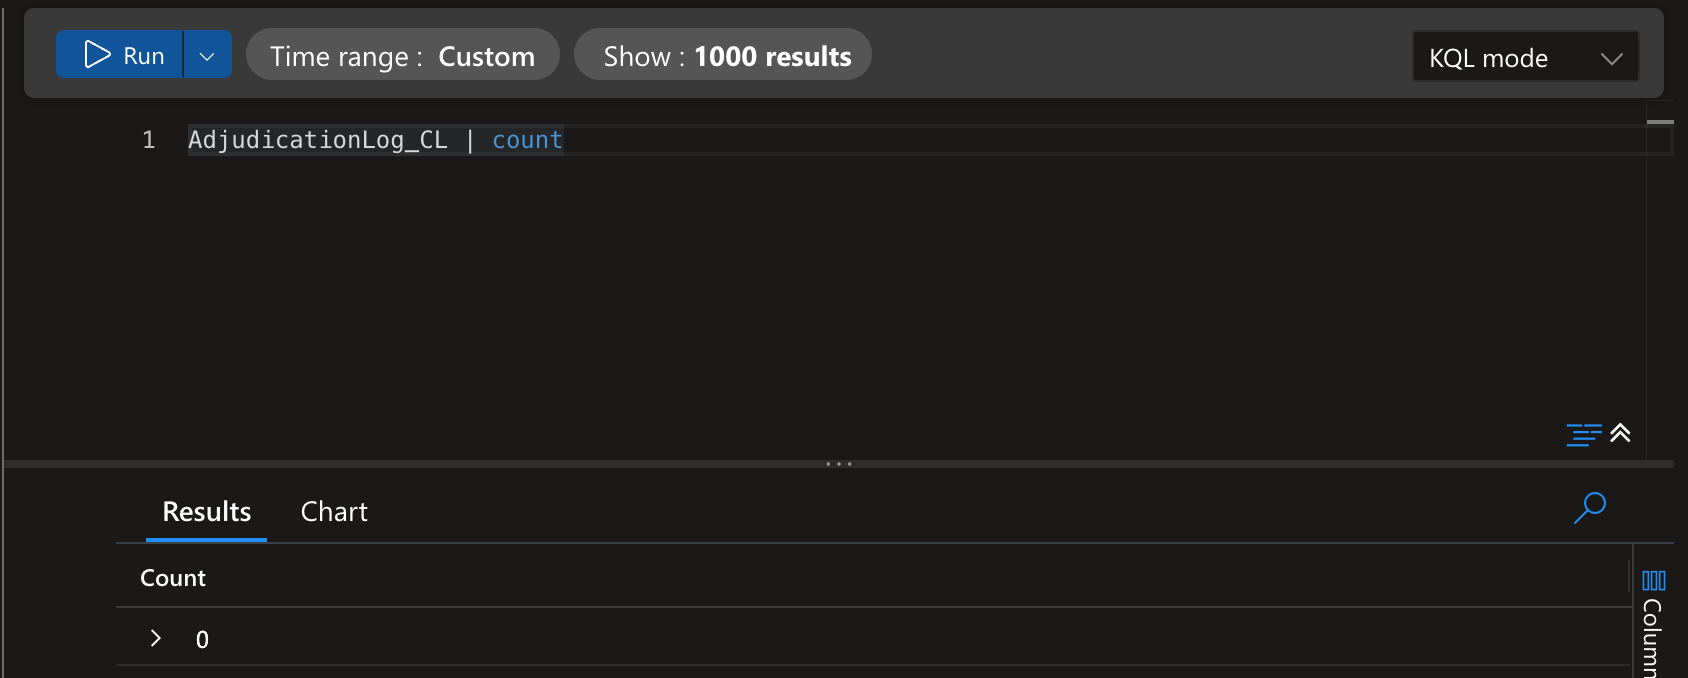 Run
Time range : Custom
Show : 1000 results
KQL mode
1 AdjudicationLog_CL | count
Results
Chart
Count
0
Column